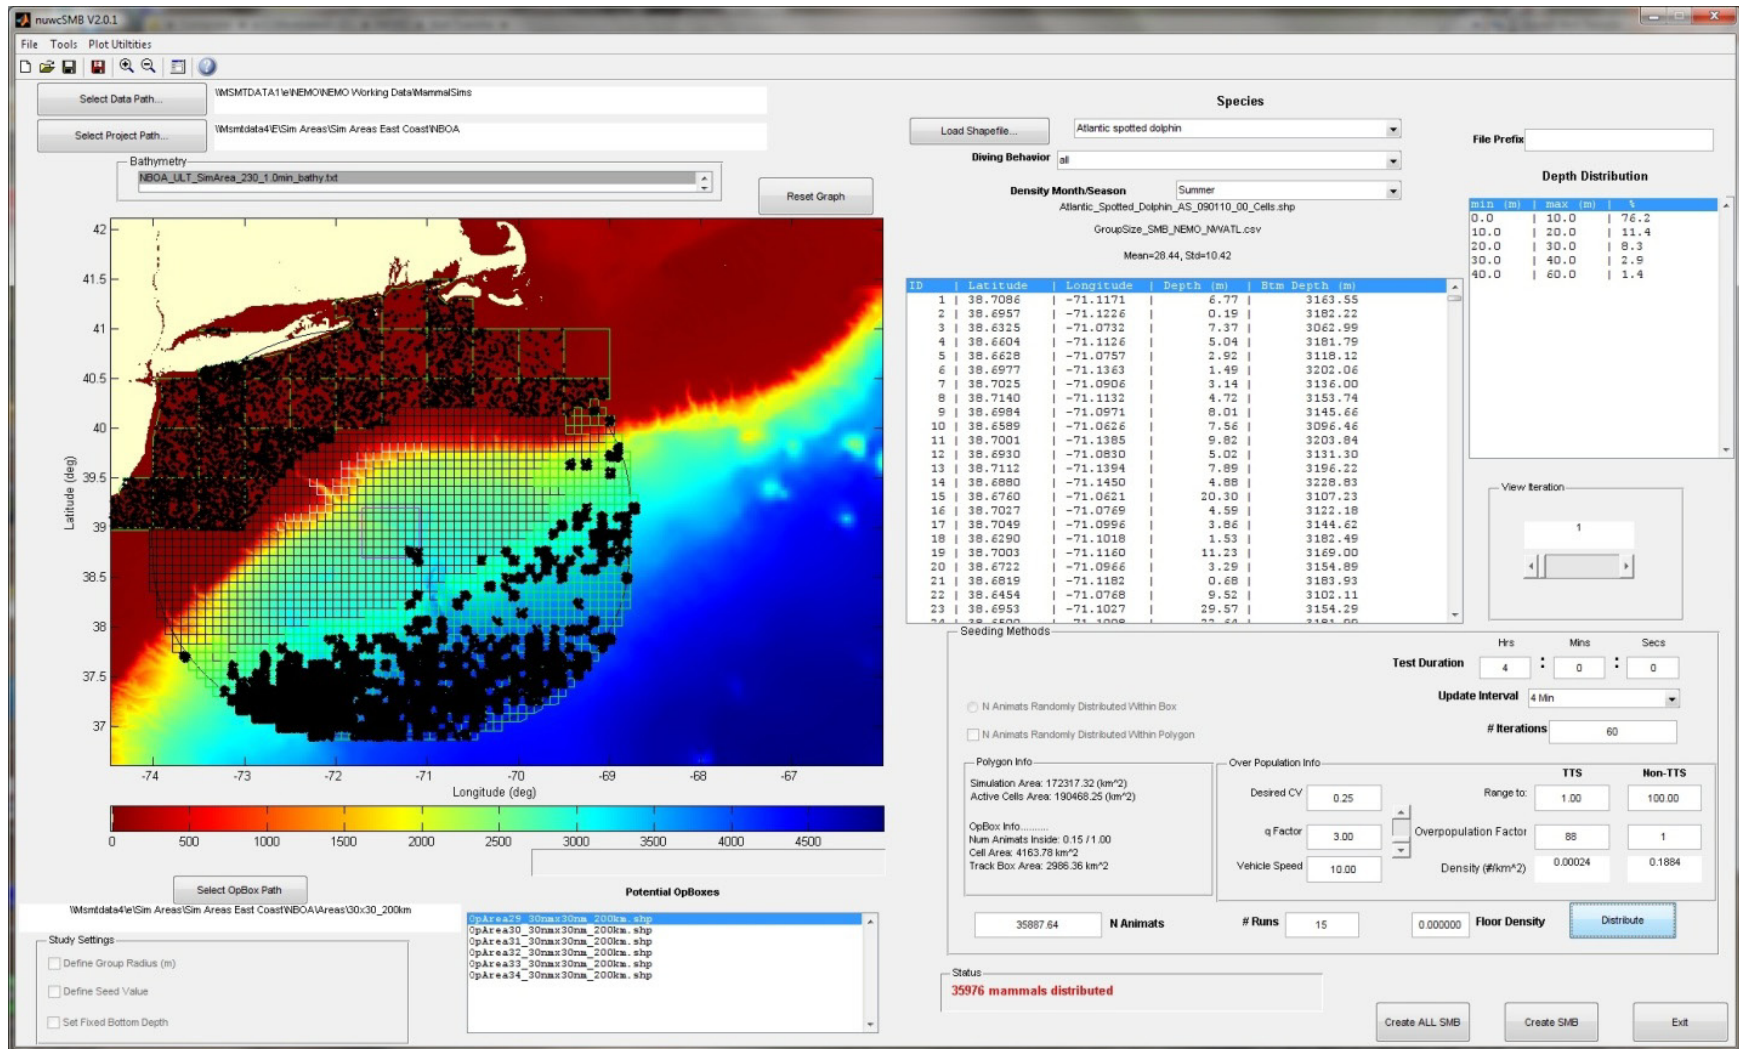 nuwcSMB V2.0.1
File Tools Plot Utiltities
Select Data Path...
\\MSMTDATA1\e\NEMO\NEMO Working Data\MammalSims
Select Project Path...
\\Msmtdata4\E\Sim Areas\Sim Areas East Coast\NBOA
Bathymetry
NBOA_ULT_SimArea_230_1.0min_bathy.txt
Reset Graph
42
41.5
41
40.5
40
39.5
39
38.5
38
37.5
37
Latitude (deg)
-74 -73 -72 -71 -70 -69 -68 -67
Longitude (deg)
0 500 1000 1500 2000 2500 3000 3500 4000 4500
Select OpBox Path
\\Msmtdata4\e\Sim Areas\Sim Areas East Coast\NBOA\Areas\30x30_200km
Study Settings
Define Group Radius (m)
Define Seed Value
Set Fixed Bottom Depth
Potential OpBoxes
OpArea29_30nmx30nm_200km.shp
OpArea30_30nmx30nm_200km.shp
OpArea31_30nmx30nm_200km.shp
OpArea32_30nmx30nm_200km.shp
OpArea33_30nmx30nm_200km.shp
OpArea34_30nmx30nm_200km.shp
Species
Load Shapefile...
Atlantic spotted dolphin
Diving Behavior all
Density Month/Season Summer
Atlantic_Spotted_Dolphin_AS_090110_00_Cells.shp
GroupSize_SMB_NEMO_NWATL.csv
Mean=28.44, Std=10.42
File Prefix
Depth Distribution
min (m) | max (m) | %
0.0 | 10.0 | 76.2
10.0 | 20.0 | 11.4
20.0 | 30.0 | 8.3
30.0 | 40.0 | 2.9
40.0 | 60.0 | 1.4
ID | Latitude | Longitude | Depth (m) | Btm Depth (m)
1 | 38.7086 | -71.1171 | 6.77 | 3163.55
2 | 38.6957 | -71.1226 | 0.19 | 3182.22
3 | 38.6325 | -71.0732 | 7.37 | 3062.99
4 | 38.6604 | -71.1126 | 5.04 | 3181.79
5 | 38.6628 | -71.0757 | 2.92 | 3118.12
6 | 38.6977 | -71.1363 | 1.49 | 3202.06
7 | 38.7025 | -71.0906 | 3.14 | 3136.00
8 | 38.7140 | -71.1132 | 4.72 | 3153.74
9 | 38.6984 | -71.0971 | 8.01 | 3145.66
10 | 38.6589 | -71.0626 | 7.56 | 3096.46
11 | 38.7001 | -71.1385 | 9.82 | 3203.84
12 | 38.6930 | -71.0830 | 5.02 | 3131.30
13 | 38.7112 | -71.1394 | 7.89 | 3196.22
14 | 38.6880 | -71.1450 | 4.88 | 3228.83
15 | 38.6760 | -71.0621 | 20.30 | 3107.23
16 | 38.7027 | -71.0769 | 4.59 | 3122.18
17 | 38.7049 | -71.0996 | 3.86 | 3144.62
18 | 38.6290 | -71.1018 | 1.53 | 3182.49
19 | 38.7003 | -71.1160 | 11.23 | 3169.00
20 | 38.6722 | -71.0966 | 3.29 | 3154.89
21 | 38.6819 | -71.1182 | 0.68 | 3183.93
22 | 38.6454 | -71.0768 | 9.52 | 3102.11
23 | 38.6953 | -71.1027 | 29.57 | 3154.29
View Iteration
1
Seeding Methods
Hrs Mins Secs
Test Duration 4 : 0 : 0
Update Interval 4 Min
# Iterations 60
N Animats Randomly Distributed Within Box
N Animats Randomly Distributed Within Polygon
Polygon Info
Simulation Area: 172317.32 (km^2)
Active Cells Area: 190468.25 (km^2)
OpBox Info..........
Num Animats Inside: 0.15 / 1.00
Cell Area: 4163.78 km^2
Track Box Area: 2986.36 km^2
Over Population Info
TTS Non-TTS
Desired CV 0.25 Range to: 1.00 100.00
q Factor 3.00 Overpopulation Factor 88 1
Vehicle Speed 10.00 Density (#/km^2) 0.00024 0.1884
35887.64 N Animats # Runs 15 0.000000 Floor Density Distribute
Status
35976 mammals distributed
Create ALL SMB Create SMB Exit